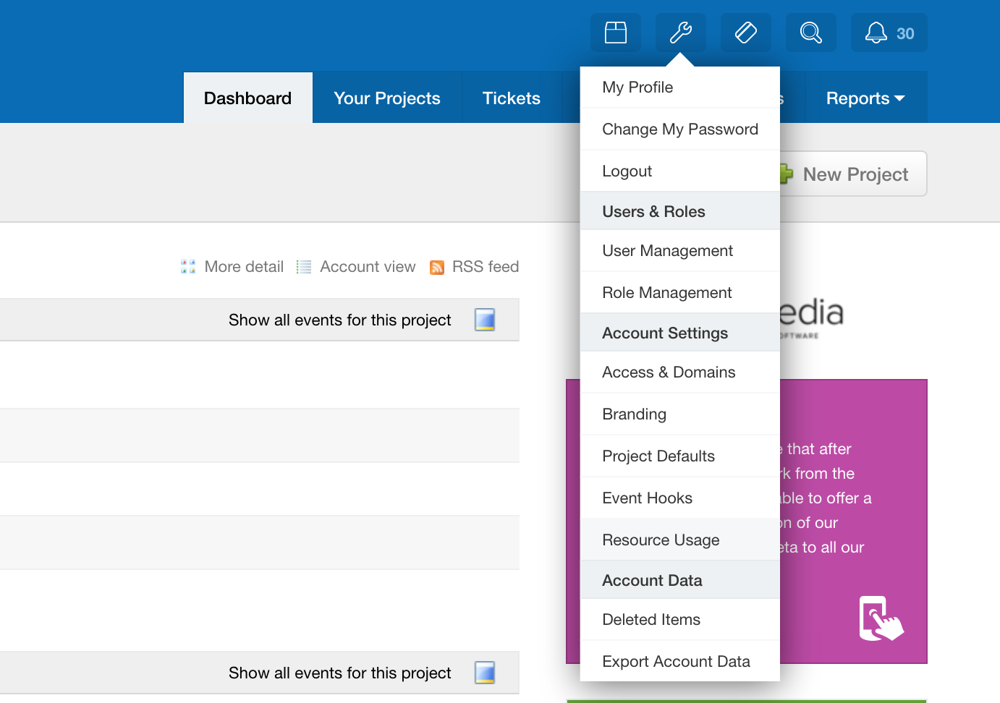 30
Dashboard
Your Projects
Tickets
Reports
My Profile
Change My Password
Logout
Users & Roles
User Management
Role Management
Account Settings
Access & Domains
Branding
Project Defaults
Event Hooks
Resource Usage
Account Data
Deleted Items
Export Account Data
New Project
More detail
Account view
RSS feed
Show all events for this project
edia
that after
from the
to offer a
of our
to all our
Show all events for this project